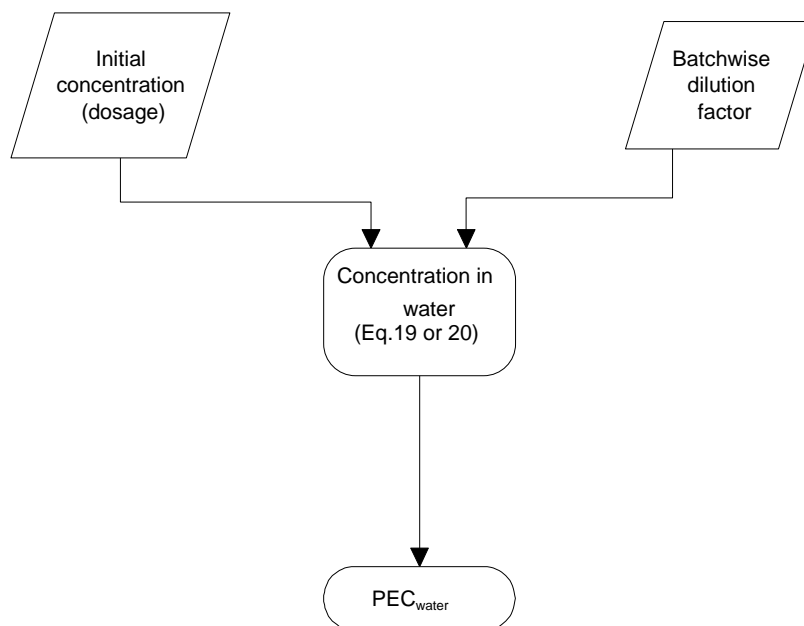 Initial
concentration
(dosage)
Batchwise
dilution
factor
Concentration in
water
(Eq.19 or 20)
PECwater